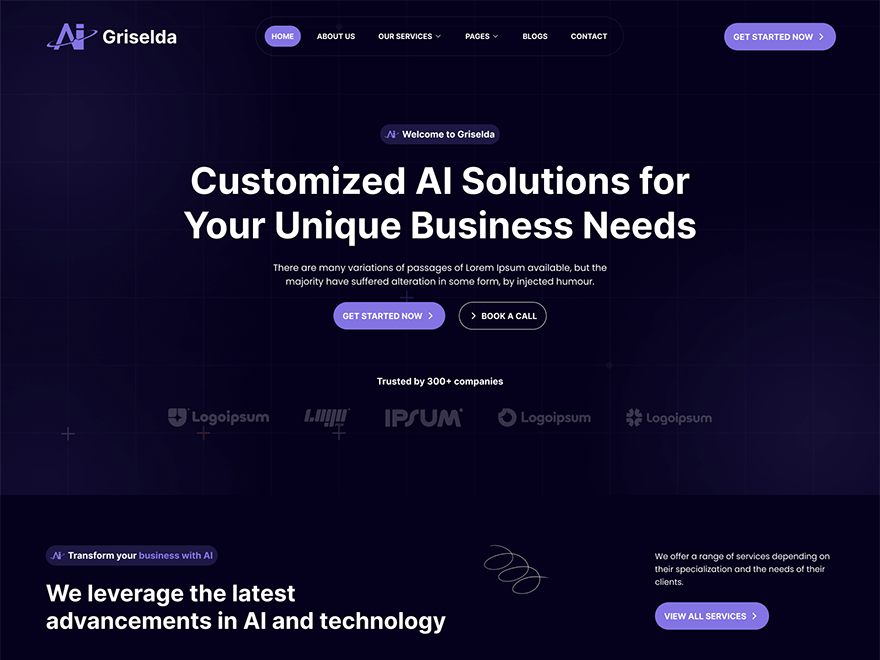 Ai Griselda
HOME ABOUT US OUR SERVICES PAGES BLOGS CONTACT
GET STARTED NOW
Ai Welcome to Griselda
Customized AI Solutions for
Your Unique Business Needs
There are many variations of passages of Lorem Ipsum available, but the
majority have suffered alteration in some form, by injected humour.
GET STARTED NOW
BOOK A CALL
Trusted by 300+ companies
Logoipsum
IPSUM
Logoipsum
Logoipsum
Ai Transform your business with AI
We leverage the latest
advancements in AI and technology
We offer a range of services depending on
their specialization and the needs of their
clients.
VIEW ALL SERVICES